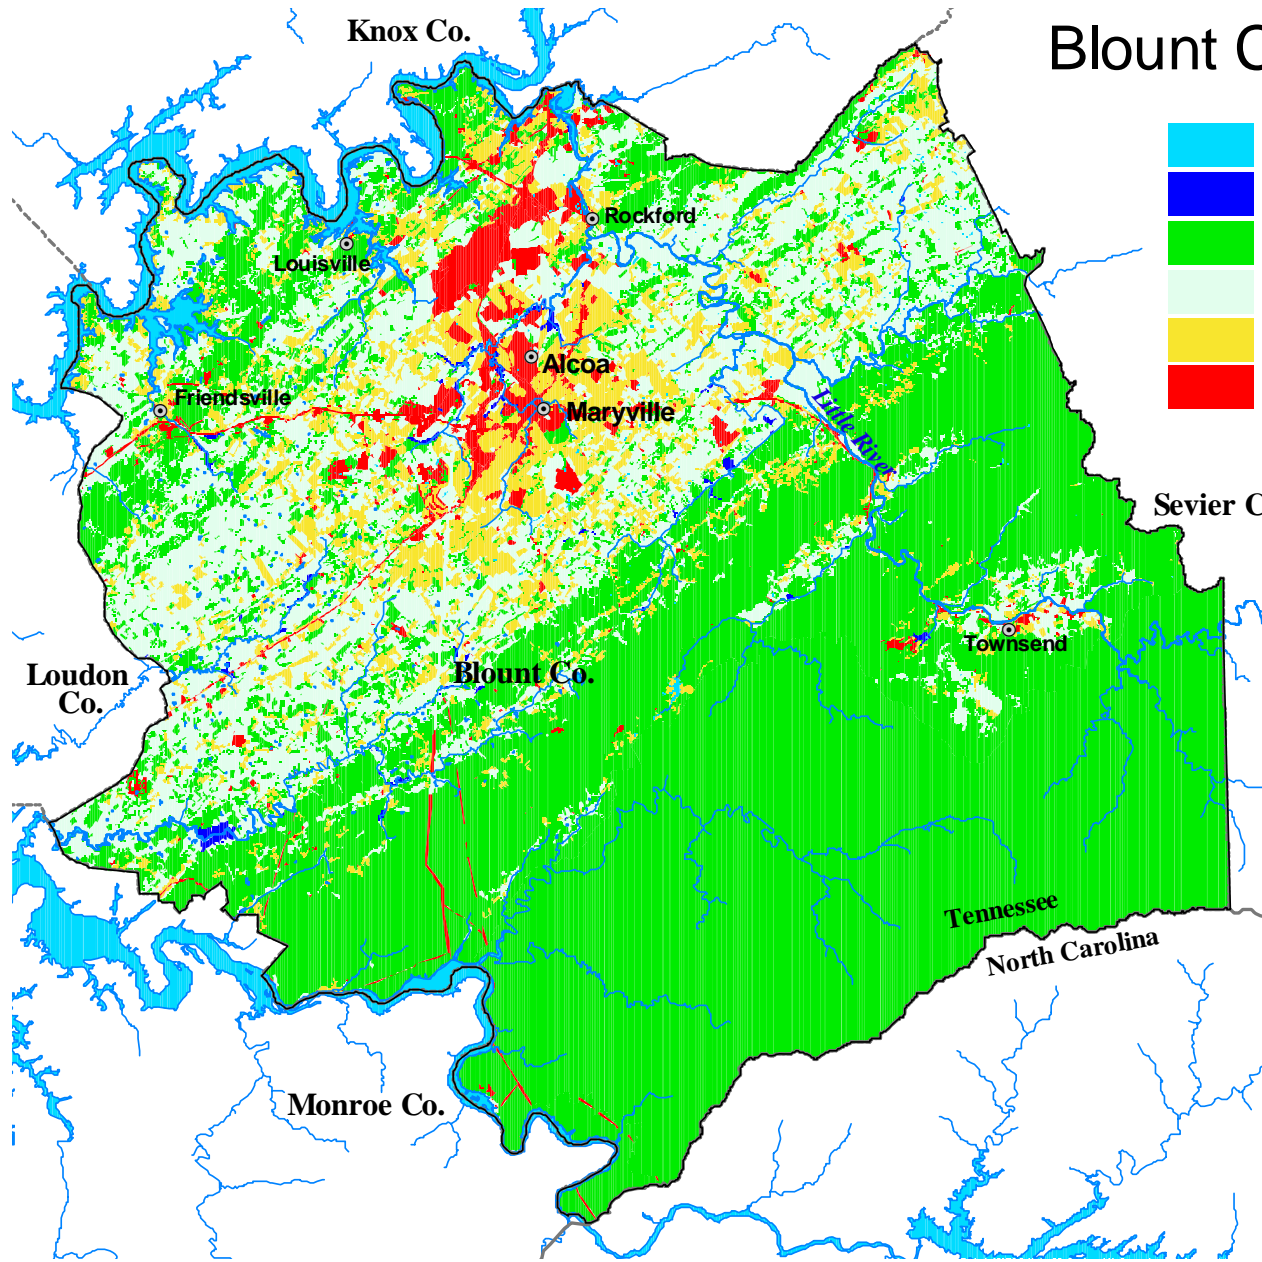 Knox Co.
Blount C
Rockford
Louisville
Alcoa
Friendsville
Maryville
Little River
Sevier C
Townsend
Loudon
Co.
Blount Co.
Tennessee
North Carolina
Monroe Co.